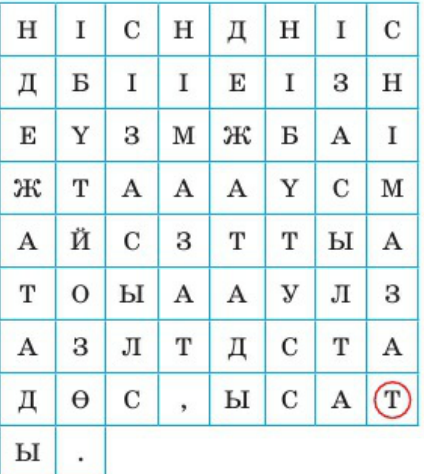 Н І С Н Д Н І С
Д Б І І Е І З Н
Е Ү З М Ж Б А І
Ж Т А А А Ү С М
А Й С З Т Т Ы А
Т О Ы А А У Л З
А З Л Т Д С Т А
Д Ө С , Ы С А Т
Ы .